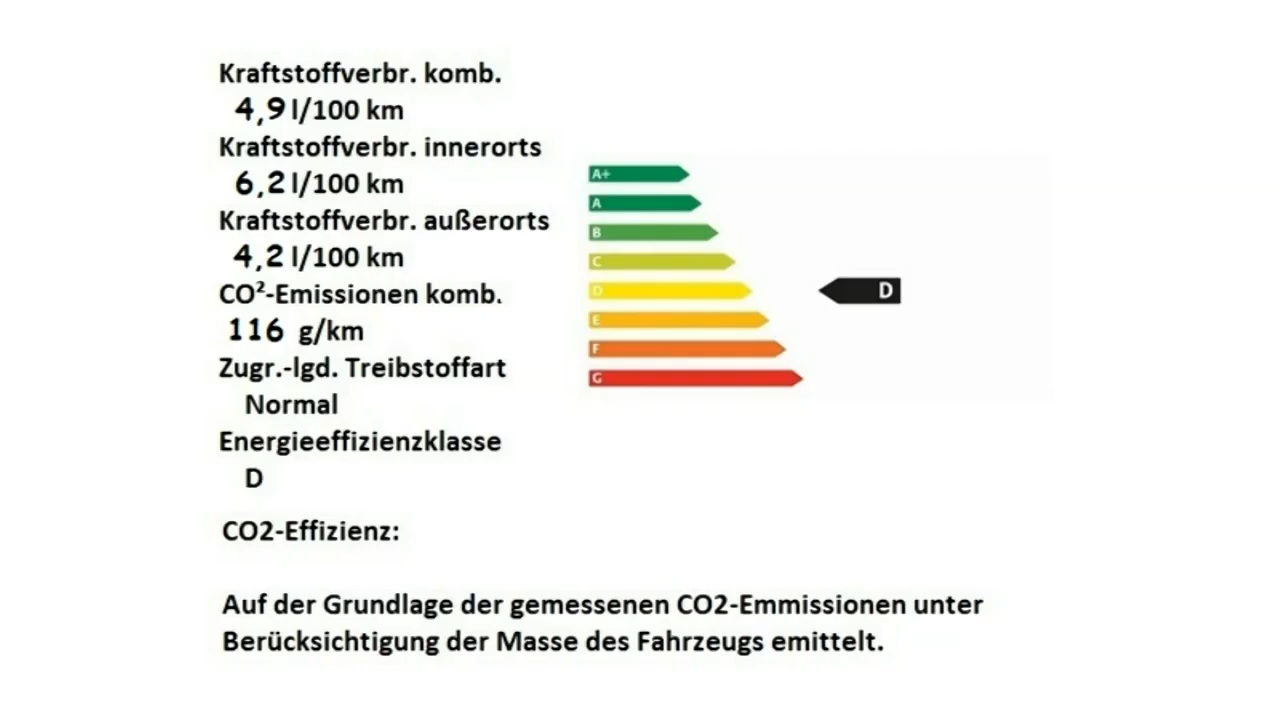 Kraftstoffverbr. komb.
4,9 l/100 km
Kraftstoffverbr. innerorts
6,2 l/100 km
Kraftstoffverbr. außerorts
4,2 l/100 km
CO²-Emissionen komb.
116 g/km
Zugr.-lgd. Treibstoffart
Normal
Energieeffizienzklasse
D
A+
A
B
C
D
D
E
F
G
CO2-Effizienz:
Auf der Grundlage der gemessenen CO2-Emmissionen unter
Berücksichtigung der Masse des Fahrzeugs emittelt.